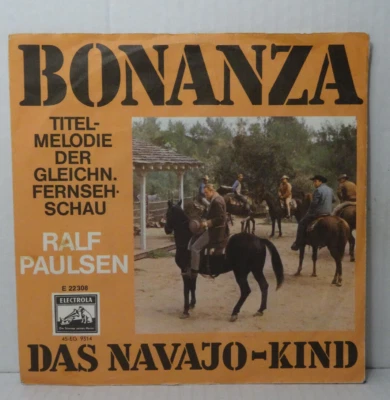 BONANZA
TITEL-
MELODIE
DER
GLEICHN.
FERNSEH-
SCHAU
RALF
PAULSEN
E 22308
ELECTROLA
DAS NAVAJO-KIND